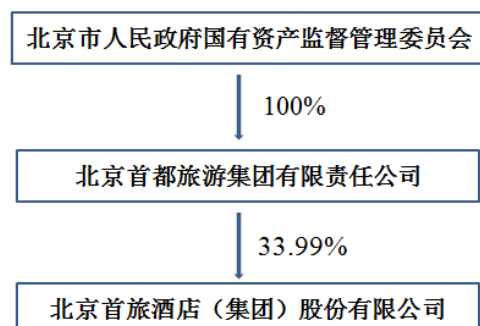 北京市人民政府国有资产监督管理委员会
100%
北京首都旅游集团有限责任公司
33.99%
北京首旅酒店（集团）股份有限公司